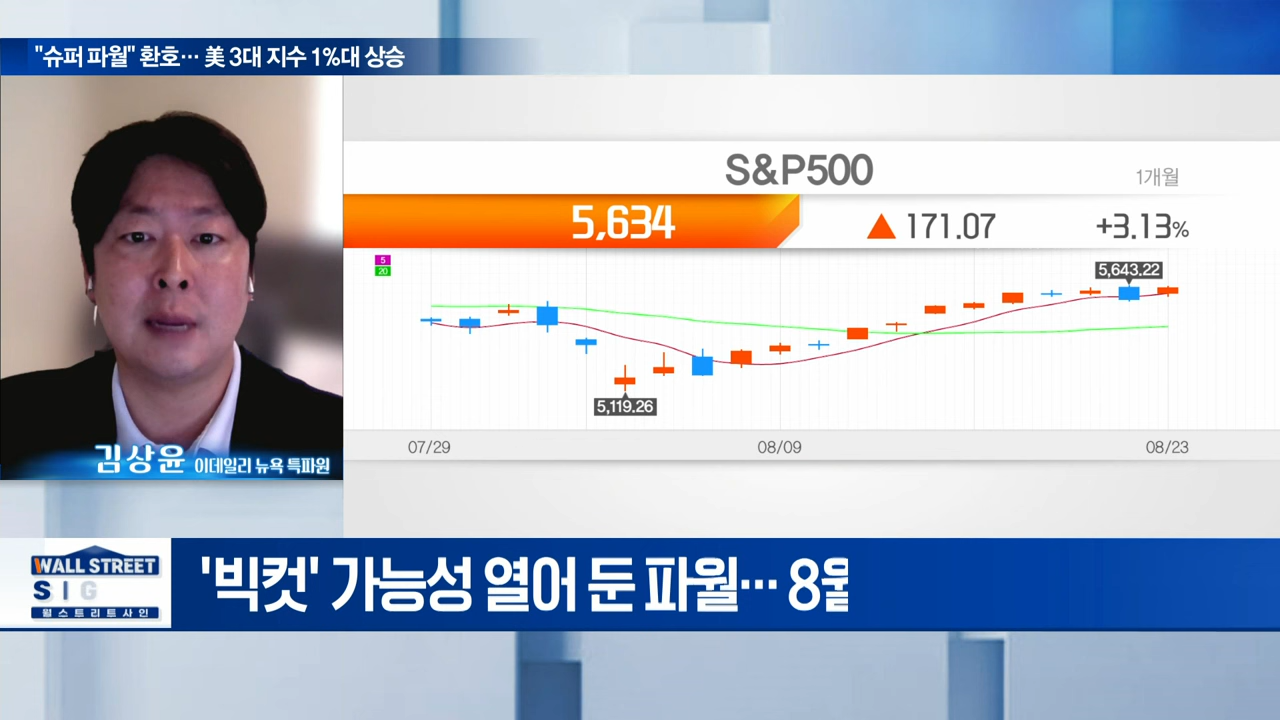 "슈퍼 파월" 환호… 美 3대 지수 1%대 상승
S&P500
1개월
5,634
▲ 171.07
+3.13%
5
20
5,643.22
5,119.26
07/29
08/09
08/23
김상윤 이데일리 뉴욕 특파원
WALL STREET
SIG
월스트리트사인
'빅컷' 가능성 열어 둔 파월… 8월